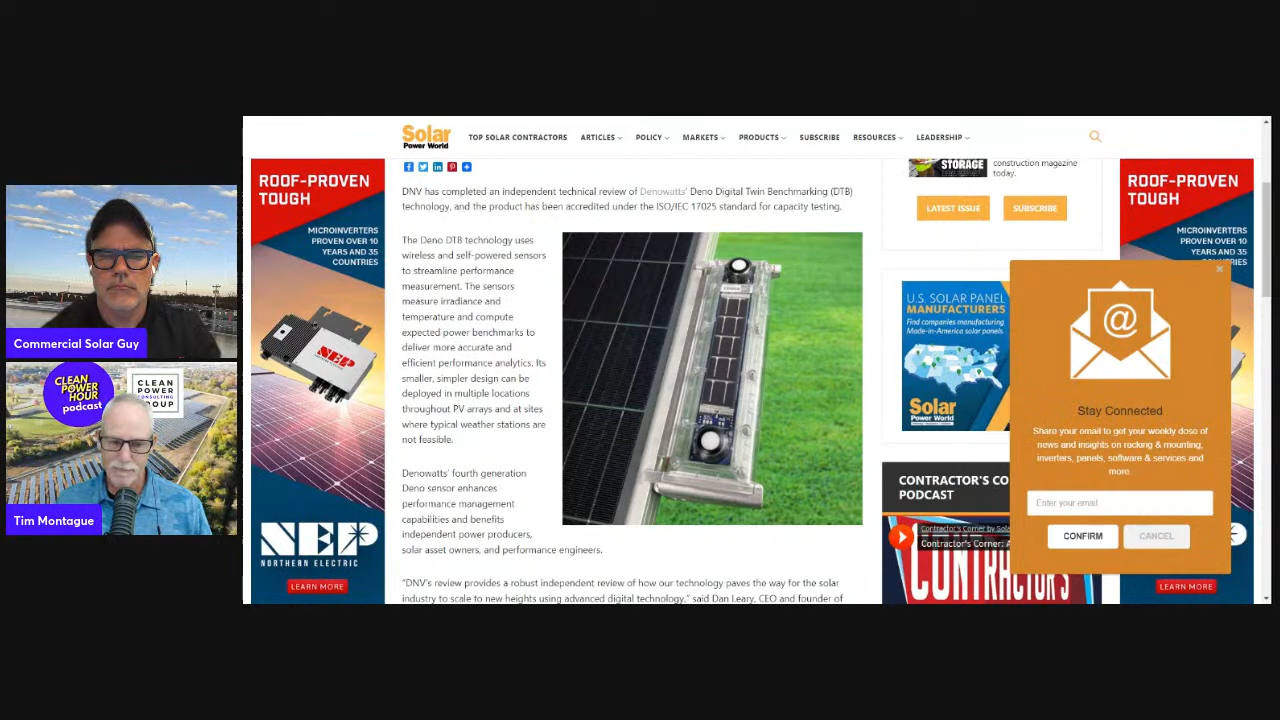 Commercial Solar Guy
CLEAN
POWER
HOUR
podcast
CLEAN
POWER
CONSULTING
GROUP
Tim Montague
Solar
Power World
TOP SOLAR CONTRACTORS
ARTICLES
POLICY
MARKETS
PRODUCTS
SUBSCRIBE
RESOURCES
LEADERSHIP
ROOF-PROVEN
TOUGH
MICROINVERTERS
PROVEN OVER 10
YEARS AND 35
COUNTRIES
NEP
NEP
NORTHERN ELECTRIC
LEARN MORE
DNV has completed an independent technical review of Denowatts' Deno Digital Twin Benchmarking (DTB)
technology, and the product has been accredited under the ISO/IEC 17025 standard for capacity testing.
The Deno DTB technology uses
wireless and self-powered sensors
to streamline performance
measurement. The sensors
measure irradiance and
temperature and compute
expected power benchmarks to
deliver more accurate and
efficient performance analytics. Its
smaller, simpler design can be
deployed in multiple locations
throughout PV arrays and at sites
where typical weather stations are
not feasible.
Denowatts' fourth generation
Deno sensor enhances
performance management
capabilities and benefits
independent power producers,
solar asset owners, and performance engineers.
"DNV's review provides a robust independent review of how our technology paves the way for the solar
industry to scale to new heights using advanced digital technology." said Dan Leary, CEO and founder of
STORAGE
construction magazine
today.
LATEST ISSUE
SUBSCRIBE
U.S. SOLAR PANEL
MANUFACTURERS
Find companies manufacturing
Made-in-America solar panels.
Solar
Power World
CONTRACTOR'S CO
PODCAST
Contractor's Corner by Sola
Contractor's Corner: A
CONTRACTOR'S
Stay Connected
Share your email to get your weekly dose of
news and insights on racking & mounting,
inverters, panels, software & services and
more.
Enter your email
CONFIRM
CANCEL
ROOF-PROVEN
TOUGH
MICROINVERTERS
PROVEN OVER 10
YEARS AND 35
COUNTRIES
LEARN MORE